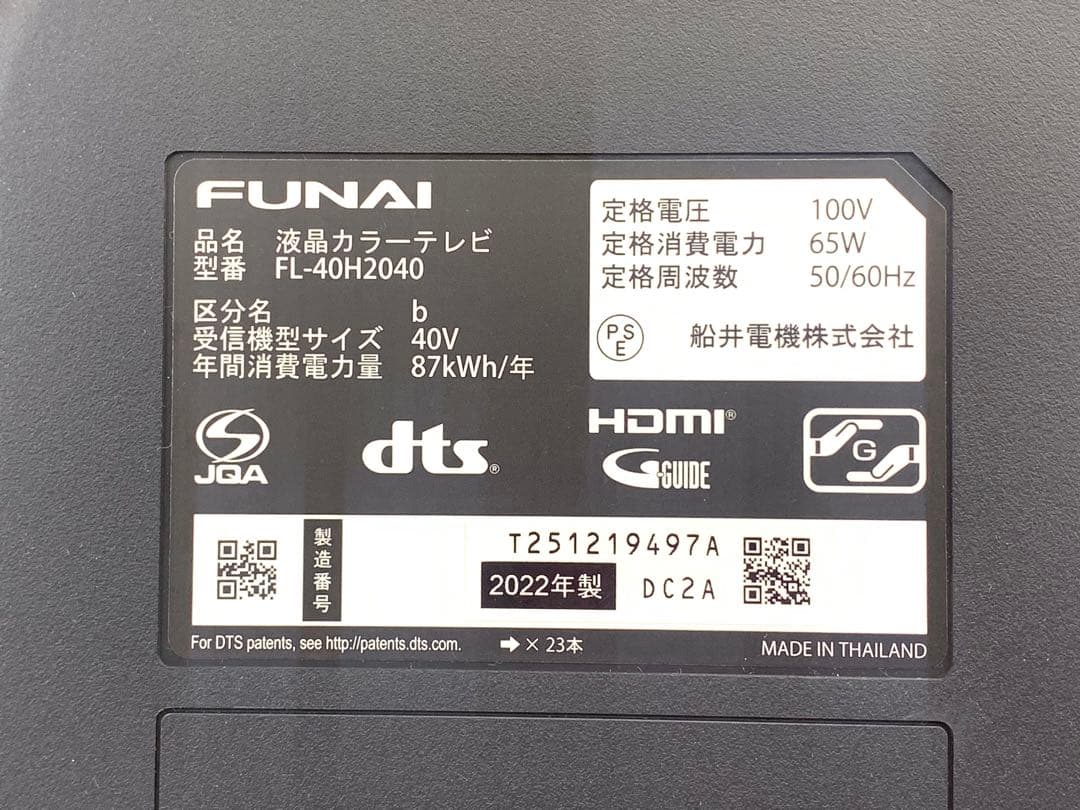 FUNAI
品名 液晶カラーテレビ
型番 FL-40H2040
区分名 b
受信機型サイズ 40V
年間消費電力量 87kWh/年
定格電圧 100V
定格消費電力 65W
定格周波数 50/60Hz
PSE 船井電機株式会社
JQA
dts®
HDMI®
G-GUIDE
G
製造番号
T251219497A
2022年製 DC2A
For DTS patents, see http://patents.dts.com.
➡ × 23本
MADE IN THAILAND